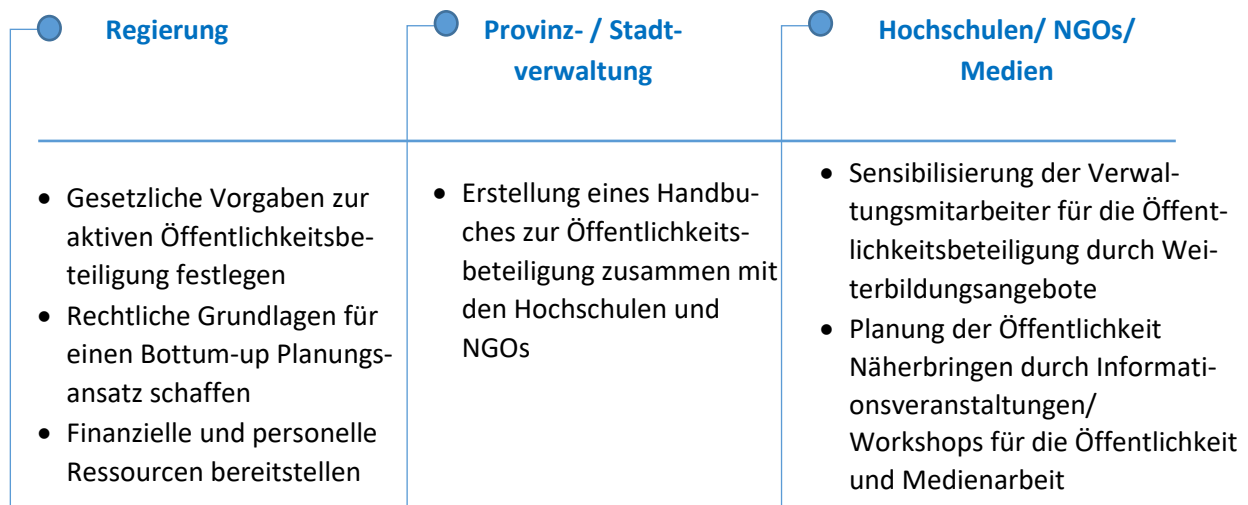 Regierung
Provinz- / Stadt-
verwaltung
Hochschulen/ NGOs/
Medien
• Gesetzliche Vorgaben zur
aktiven Öffentlichkeitsbe-
teiligung festlegen
• Rechtliche Grundlagen für
einen Bottum-up Planungs-
ansatz schaffen
• Finanzielle und personelle
Ressourcen bereitstellen
• Erstellung eines Handbu-
ches zur Öffentlichkeits-
beteiligung zusammen mit
den Hochschulen und
NGOs
• Sensibilisierung der Verwal-
tungsmitarbeiter für die Öffent-
lichkeitsbeteiligung durch Wei-
terbildungsangebote
• Planung der Öffentlichkeit
Näherbringen durch Informati-
onsveranstaltungen/
Workshops für die Öffentlichkeit
und Medienarbeit